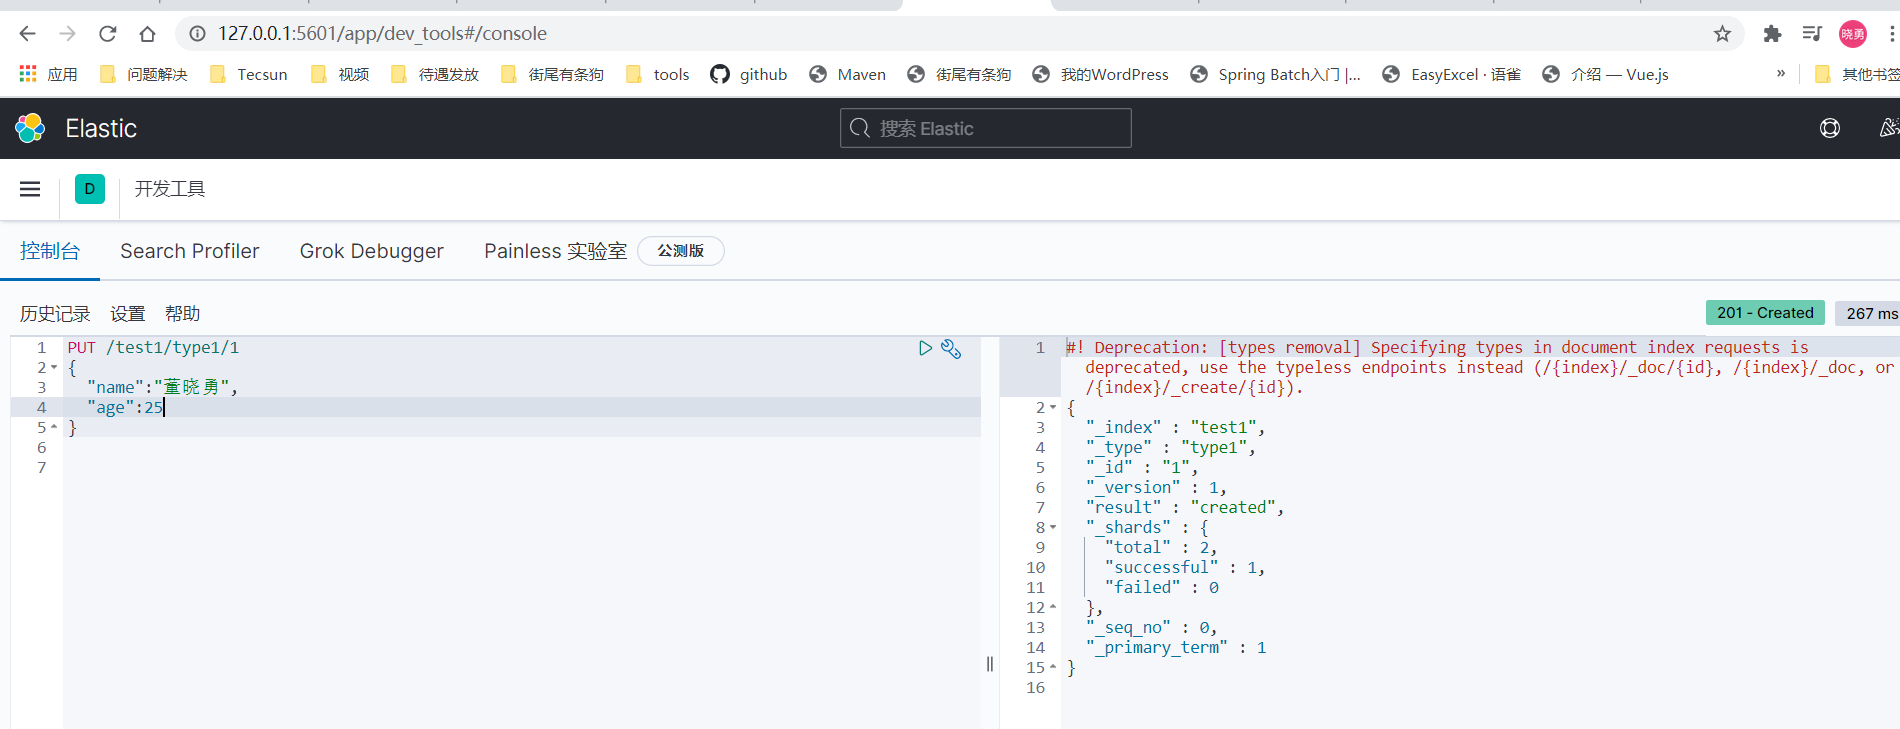 127.0.0.1:5601/app/dev_tools#/console 晓勇
应用 问题解决 Tecsun 视频 待遇发放 街尾有条狗 tools github Maven 街尾有条狗 我的WordPress Spring Batch入门 |... EasyExcel · 语雀 介绍 — Vue.js » 其他书签
Elastic 搜索 Elastic
D 开发工具
控制台 Search Profiler Grok Debugger Painless 实验室 公测版
历史记录 设置 帮助 201 - Created 267 ms
1 PUT /test1/type1/1
2 {
3 "name":"董晓勇",
4 "age":25
5 }
6
7
1 #! Deprecation: [types removal] Specifying types in document index requests is
deprecated, use the typeless endpoints instead (/{index}/_doc/{id}, /{index}/_doc, or
/{index}/_create/{id}).
2 {
3 "_index" : "test1",
4 "_type" : "type1",
5 "_id" : "1",
6 "_version" : 1,
7 "result" : "created",
8 "_shards" : {
9 "total" : 2,
10 "successful" : 1,
11 "failed" : 0
12 },
13 "_seq_no" : 0,
14 "_primary_term" : 1
15 }
16